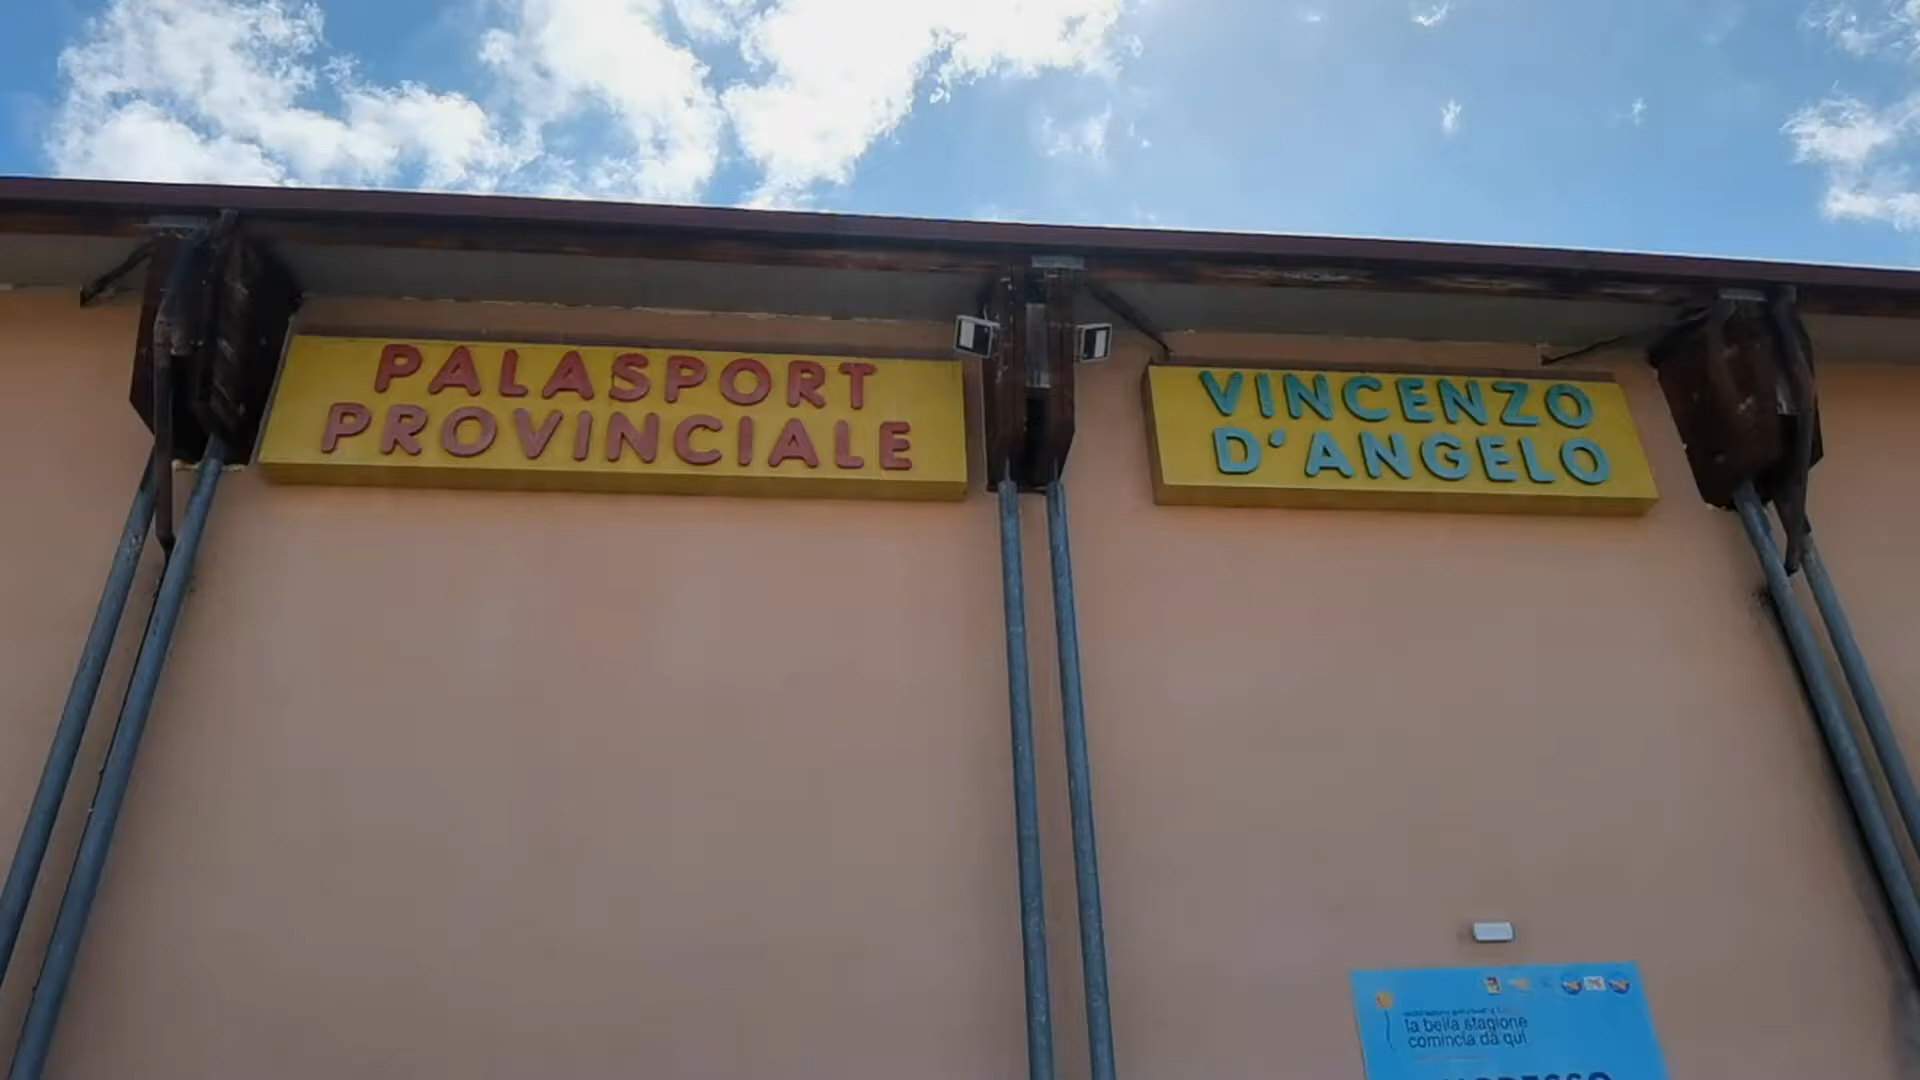 PALASPORT
PROVINCIALE
VINCENZO
D'ANGELO
la bella stagione
comincia da qui